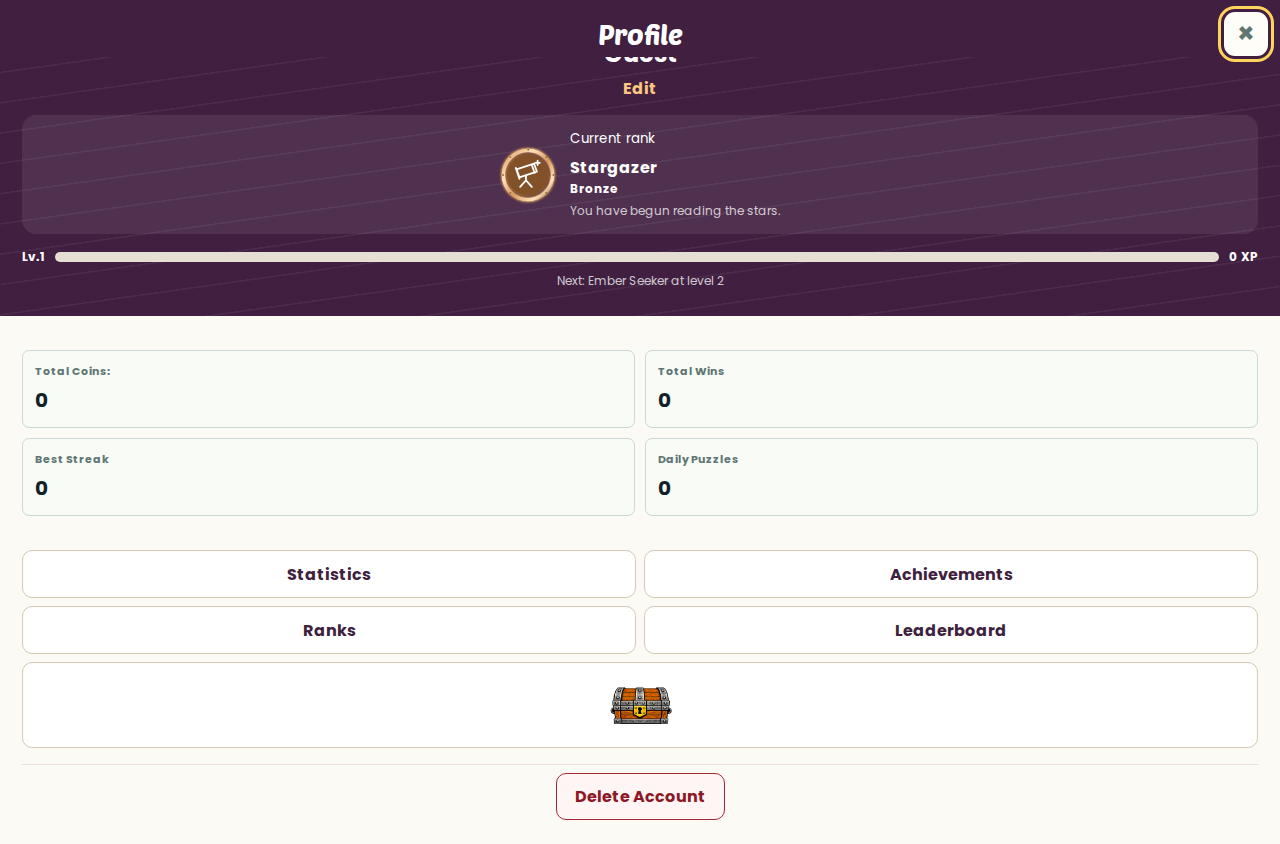 Profile
Edit
Current rank
Stargazer
Bronze
You have begun reading the stars.
Lv.1
0 XP
Next: Ember Seeker at level 2
Total Coins:
0
Total Wins
0
Best Streak
0
Daily Puzzles
0
Statistics
Achievements
Ranks
Leaderboard
Delete Account